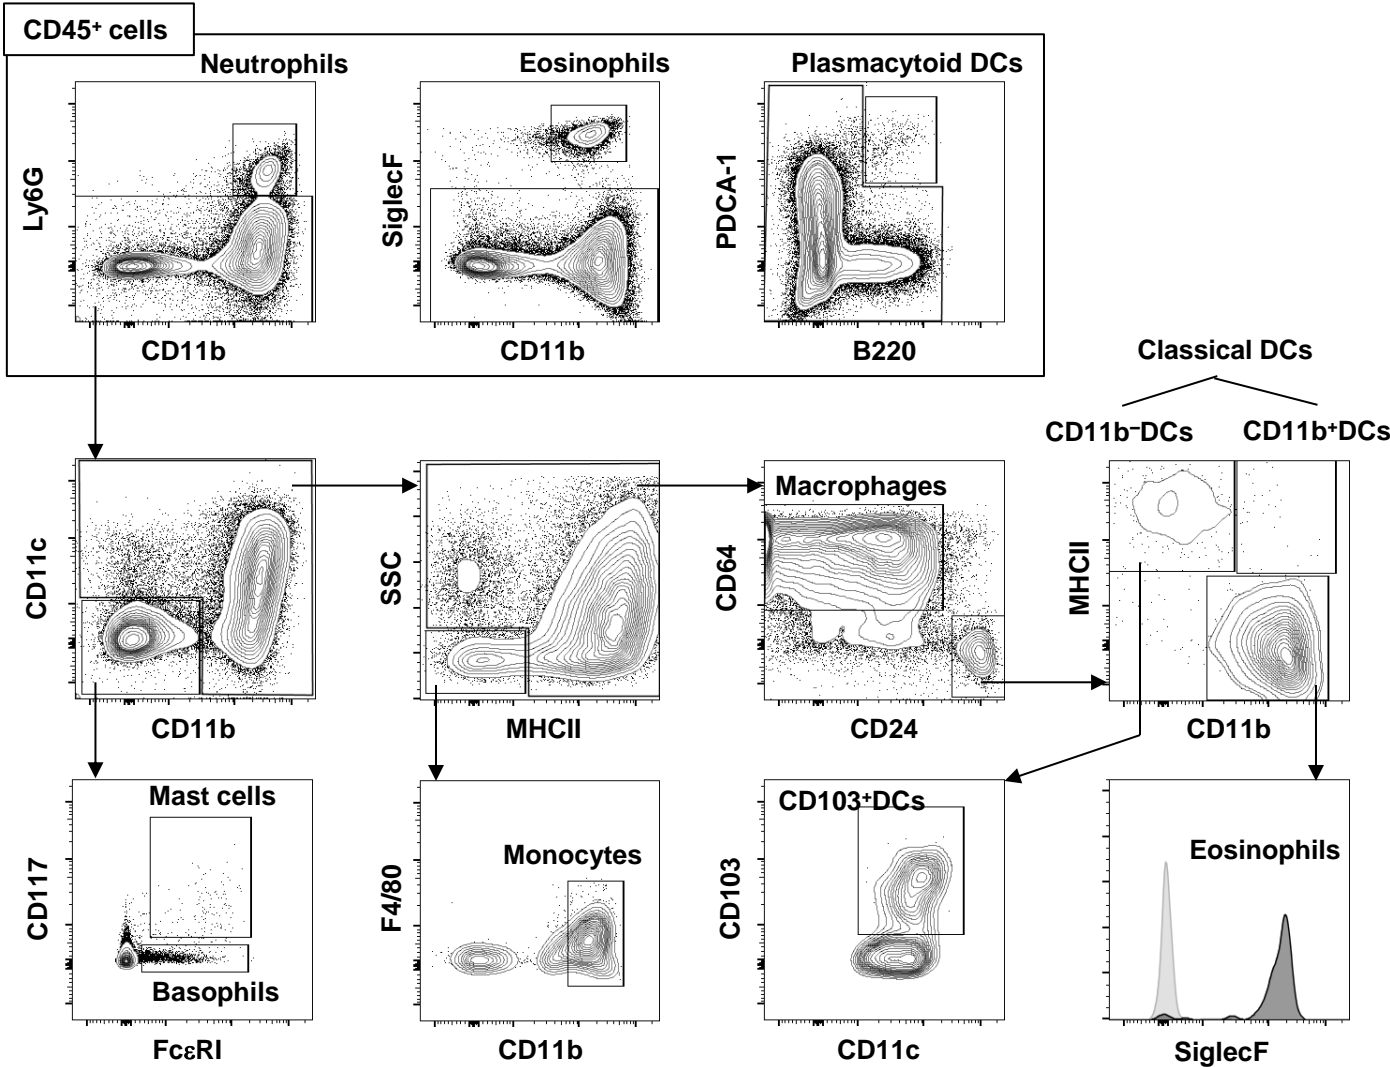 CD45⁺ cells
Neutrophils
Eosinophils
Plasmacytoid DCs
Ly6G
SiglecF
PDCA-1
CD11b
CD11b
B220
Classical DCs
CD11b⁻DCs
CD11b⁺DCs
CD11c
SSC
Macrophages
CD64
MHCII
CD11b
MHCII
CD24
CD11b
Mast cells
CD117
Basophils
F4/80
Monocytes
CD103⁺DCs
CD103
Eosinophils
FcεRI
CD11b
CD11c
SiglecF